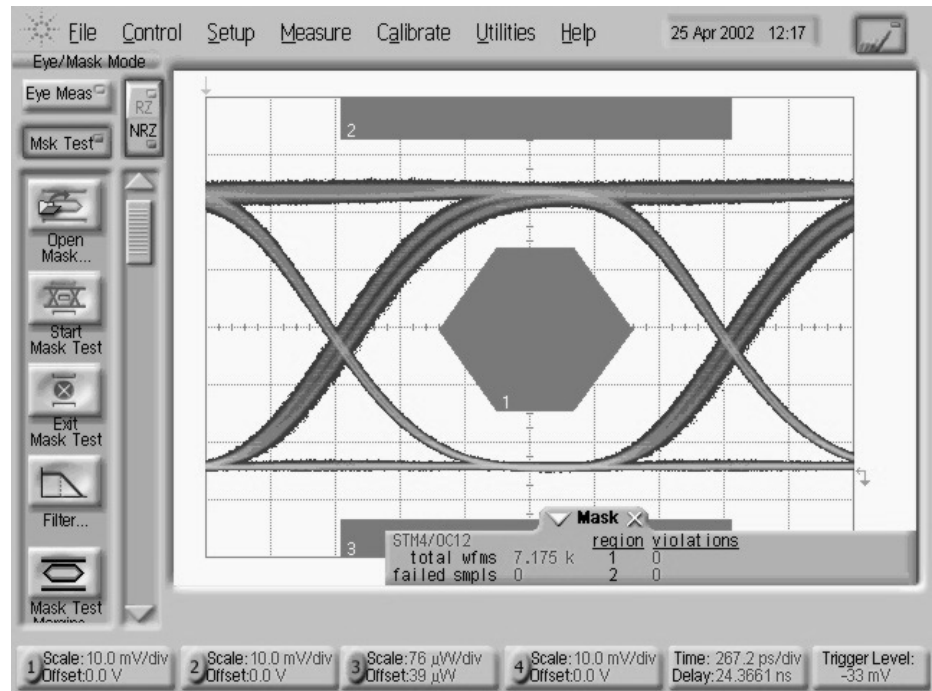 File Control Setup Measure Calibrate Utilities Help 25 Apr 2002 12:17
Eye/Mask Mode
Eye Meas
RZ
NRZ
Msk Test
Open
Mask...
Start
Mask Test
Exit
Mask Test
Filter...
Mask Test
2
1
3
Mask
STM4/OC12 region violations
total wfms 7.175 k 1 0
failed smpls 0 2 0
1 Scale: 10.0 mV/div
Offset:0.0 V
2 Scale: 10.0 mV/div
Offset:0.0 V
3 Scale: 76 µW/div
Offset:39 µW
4 Scale: 10.0 mV/div
Offset:0.0 V
Time: 267.2 ps/div
Delay:24.3661 ns
Trigger Level:
-33 mV